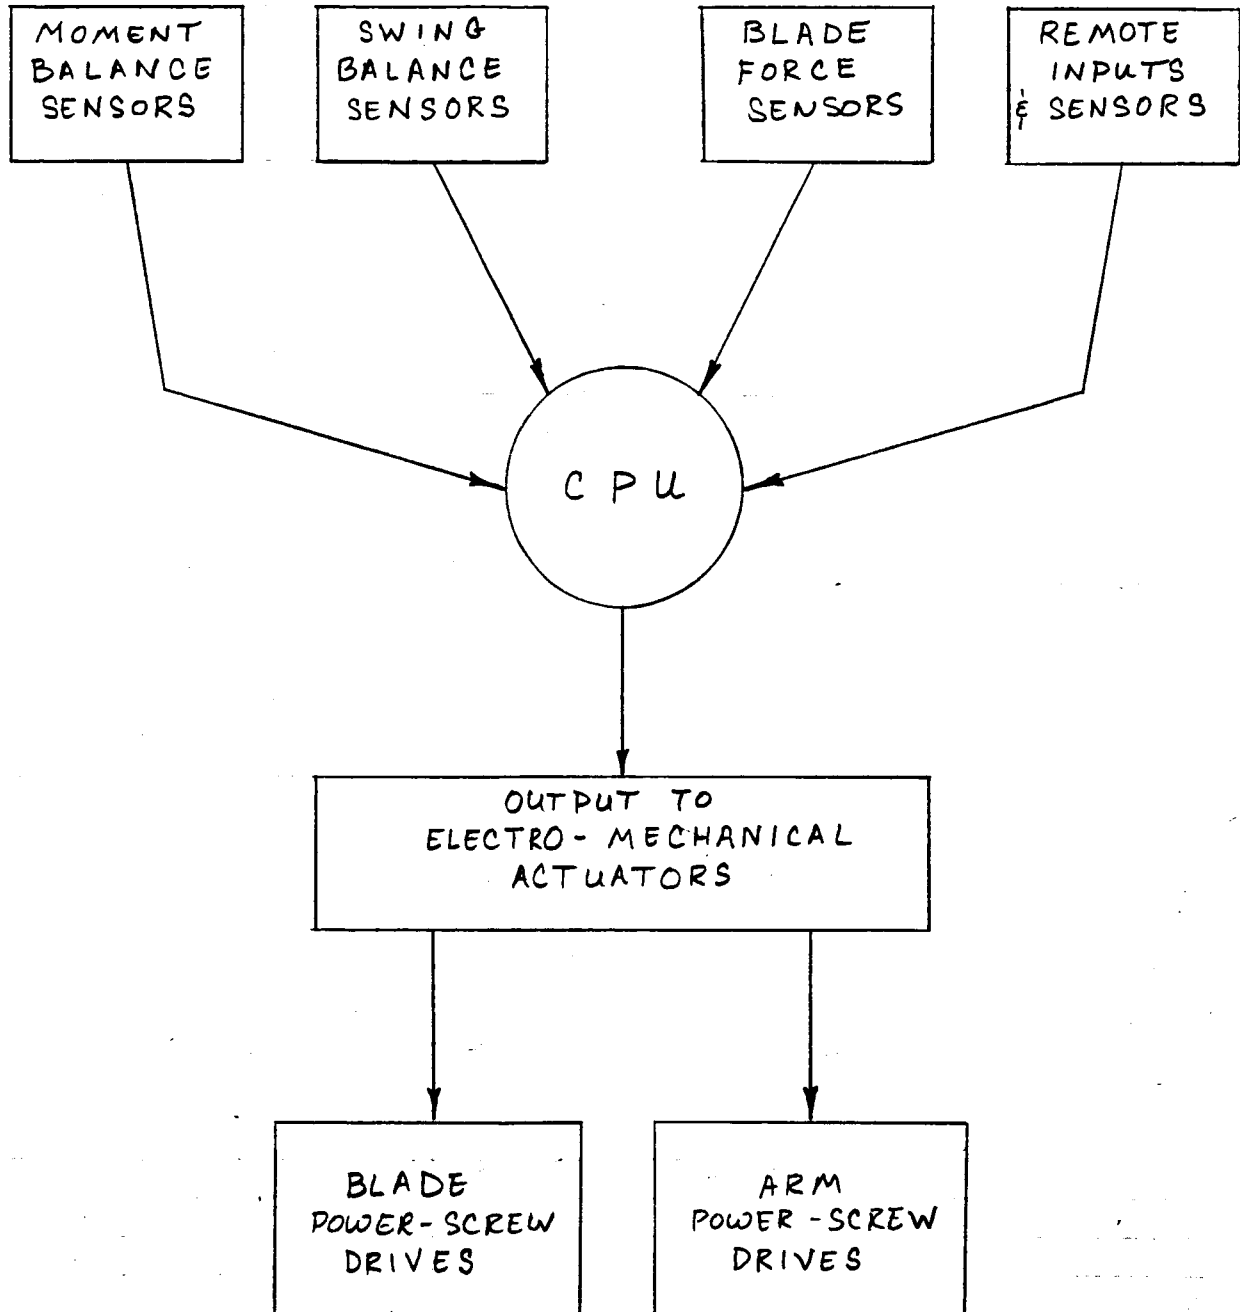 MOMENT
BALANCE
SENSORS
SWING
BALANCE
SENSORS
BLADE
FORCE
SENSORS
REMOTE
INPUTS
& SENSORS
CPU
OUTPUT TO
ELECTRO-MECHANICAL
ACTUATORS
BLADE
POWER-SCREW
DRIVES
ARM
POWER-SCREW
DRIVES